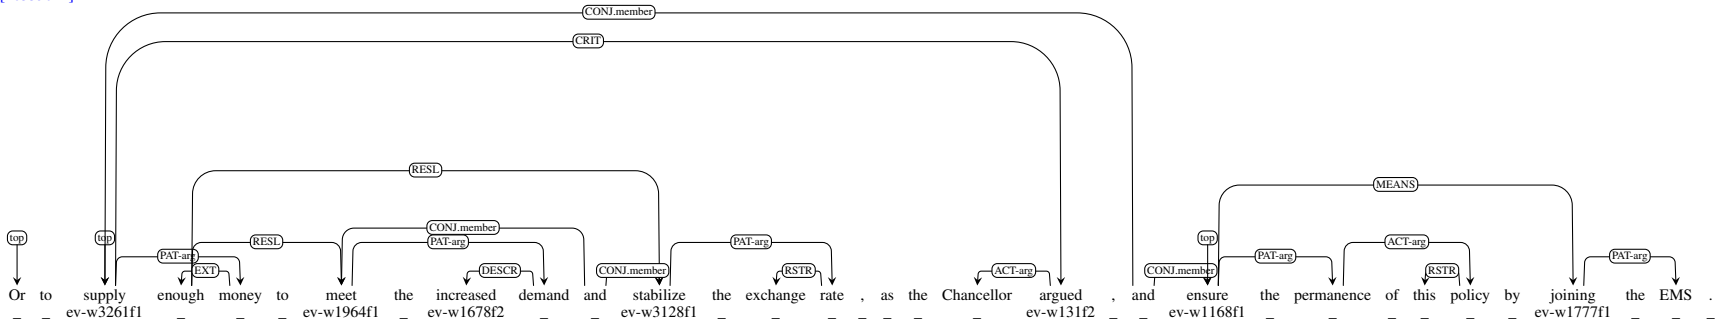 CONJ.member
CRIT
RESL
MEANS
top top CONJ.member top
RESL PAT-arg PAT-arg ACT-arg
PAT-arg PAT-arg PAT-arg
EXT DESCR CONJ.member RSTR ACT-arg CONJ.member RSTR
Or to supply enough money to meet the increased demand and stabilize the exchange rate , as the Chancellor argued , and ensure the permanence of this policy by joining the EMS .
_ _ ev-w3261f1 _ _ _ ev-w1964f1 _ ev-w1678f2 _ _ ev-w3128f1 _ _ _ _ _ _ _ ev-w131f2 _ _ ev-w1168f1 _ _ _ _ _ _ ev-w1777f1 _ _ _